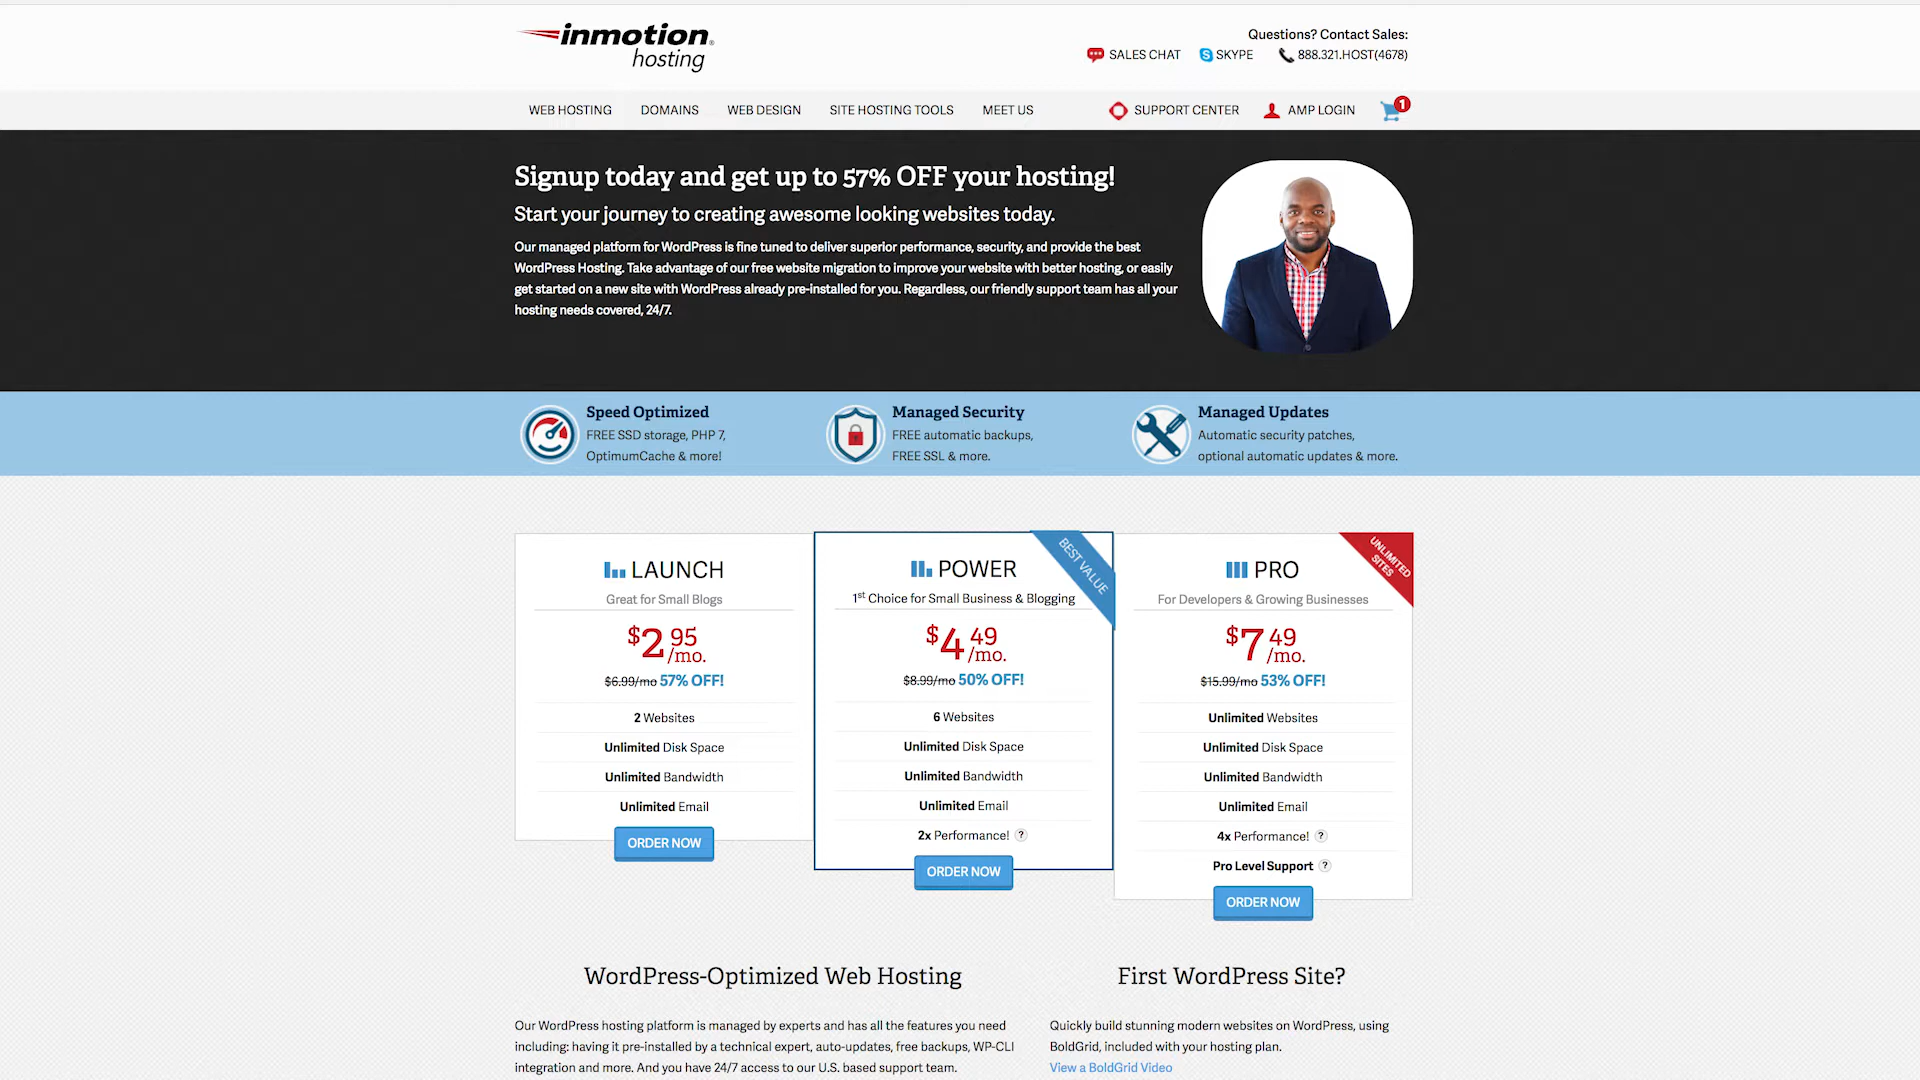 inmotion
hosting
Questions? Contact Sales:
SALES CHAT SKYPE 888.321.HOST(4678)
WEB HOSTING DOMAINS WEB DESIGN SITE HOSTING TOOLS MEET US SUPPORT CENTER AMP LOGIN 1
Signup today and get up to 57% OFF your hosting!
Start your journey to creating awesome looking websites today.
Our managed platform for WordPress is fine tuned to deliver superior performance, security, and provide the best
WordPress Hosting. Take advantage of our free website migration to improve your website with better hosting, or easily
get started on a new site with WordPress already pre-installed for you. Regardless, our friendly support team has all your
hosting needs covered, 24/7.
Speed Optimized
FREE SSD storage, PHP 7,
OptimumCache & more!
Managed Security
FREE automatic backups,
FREE SSL & more.
Managed Updates
Automatic security patches,
optional automatic updates & more.
LAUNCH
Great for Small Blogs
$2.95/mo.
$6.99/mo 57% OFF!
2 Websites
Unlimited Disk Space
Unlimited Bandwidth
Unlimited Email
ORDER NOW
BEST VALUE
POWER
1st Choice for Small Business & Blogging
$4 49/mo.
$8.99/mo 50% OFF!
6 Websites
Unlimited Disk Space
Unlimited Bandwidth
Unlimited Email
2x Performance! ?
ORDER NOW
UNLIMITED
SITES
PRO
For Developers & Growing Businesses
$7 49/mo.
$15.99/mo 53% OFF!
Unlimited Websites
Unlimited Disk Space
Unlimited Bandwidth
Unlimited Email
4x Performance! ?
Pro Level Support ?
ORDER NOW
WordPress-Optimized Web Hosting
Our WordPress hosting platform is managed by experts and has all the features you need
including: having it pre-installed by a technical expert, auto-updates, free backups, WP-CLI
integration and more. And you have 24/7 access to our U.S. based support team.
First WordPress Site?
Quickly build stunning modern websites on WordPress, using
BoldGrid, included with your hosting plan.
View a BoldGrid Video